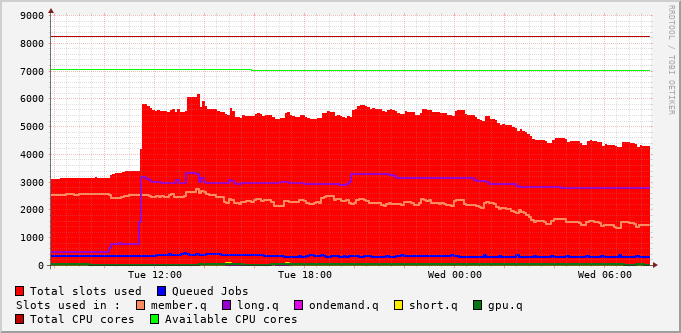 RRDTOOL / TOBI OETIKER
9000
8000
7000
6000
5000
4000
3000
2000
1000
0
Tue 12:00 Tue 18:00 Wed 00:00 Wed 06:00
Total slots used Queued Jobs
Slots used in : member.q long.q ondemand.q short.q gpu.q
Total CPU cores Available CPU cores